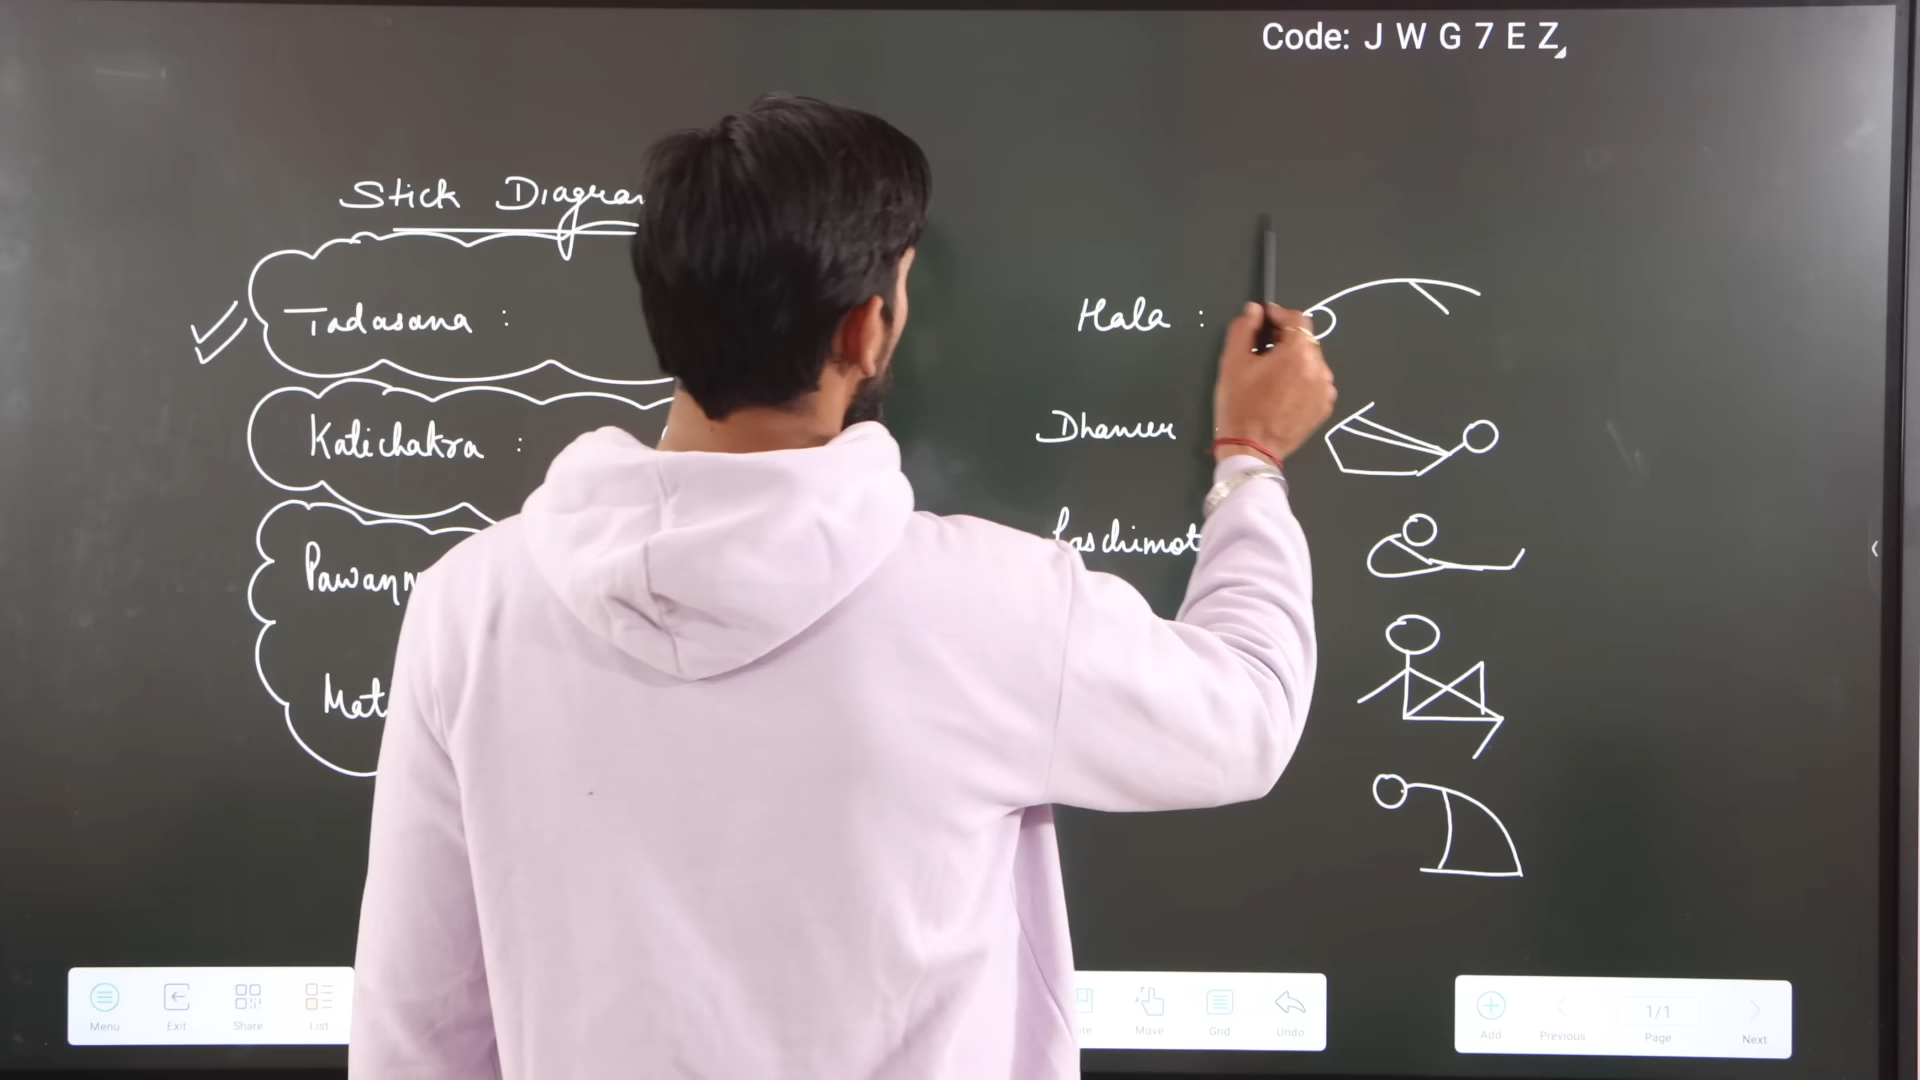 Code: J W G 7 E Z
Stick Diagram
Tadasana :
Katichakra :
Pawanm
Mat
Hala :
Dhanur
Paschimot
Menu
Exit
Share
List
Move
Grid
Undo
Add
Previous
1/1
Page
Next